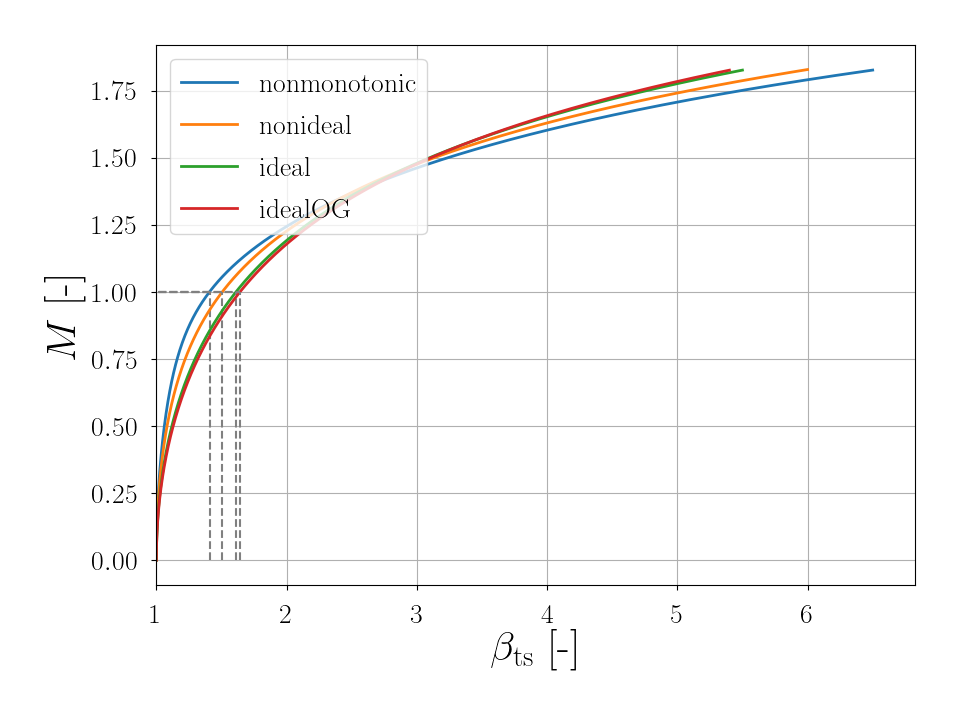 nonmonotonic
nonideal
ideal
idealOG
1.75
1.50
1.25
1.00
0.75
0.50
0.25
0.00
M [-]
1 2 3 4 5 6
βts [-]